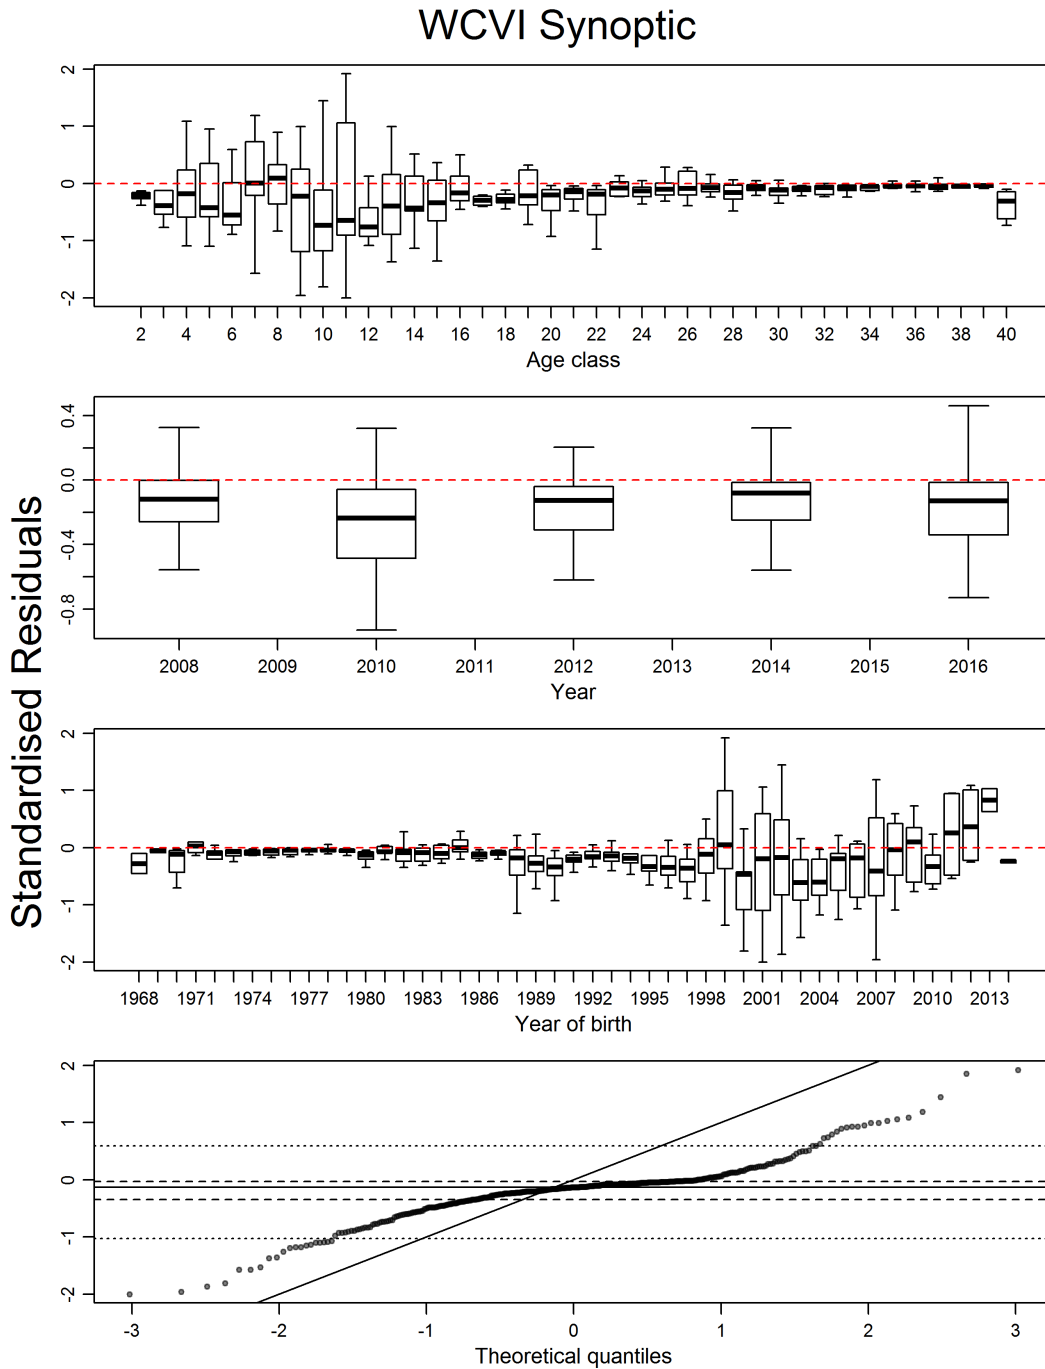 WCVI Synoptic
Standardised Residuals
2
1
0
-1
-2
2 4 6 8 10 12 14 16 18 20 22 24 26 28 30 32 34 36 38 40
Age class
0.4
0.0
-0.4
-0.8
2008 2009 2010 2011 2012 2013 2014 2015 2016
Year
2
1
0
-1
-2
1968 1971 1974 1977 1980 1983 1986 1989 1992 1995 1998 2001 2004 2007 2010 2013
Year of birth
2
1
0
-1
-2
-3 -2 -1 0 1 2 3
Theoretical quantiles